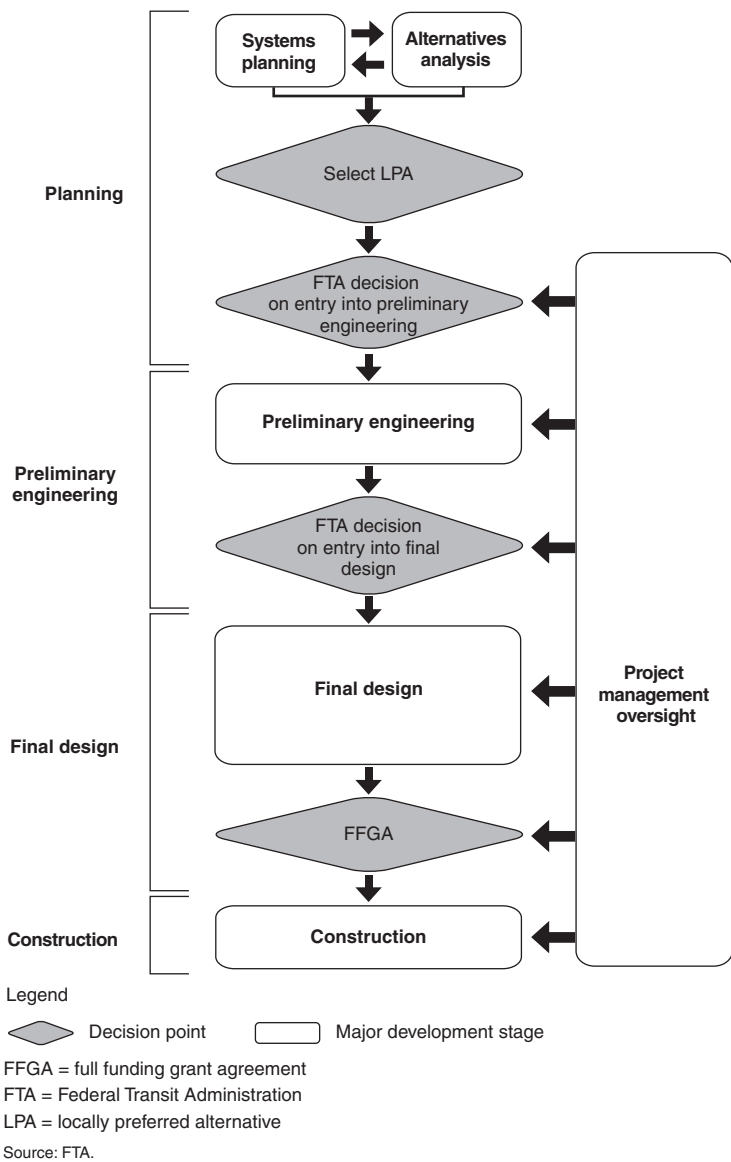 Systems
planning
Alternatives
analysis
Select LPA
Planning
FTA decision
on entry into preliminary
engineering
Preliminary engineering
Preliminary
engineering
FTA decision
on entry into final
design
Final design
Project
management
oversight
Final design
FFGA
Construction
Construction
Legend
Decision point
Major development stage
FFGA = full funding grant agreement
FTA = Federal Transit Administration
LPA = locally preferred alternative
Source: FTA.